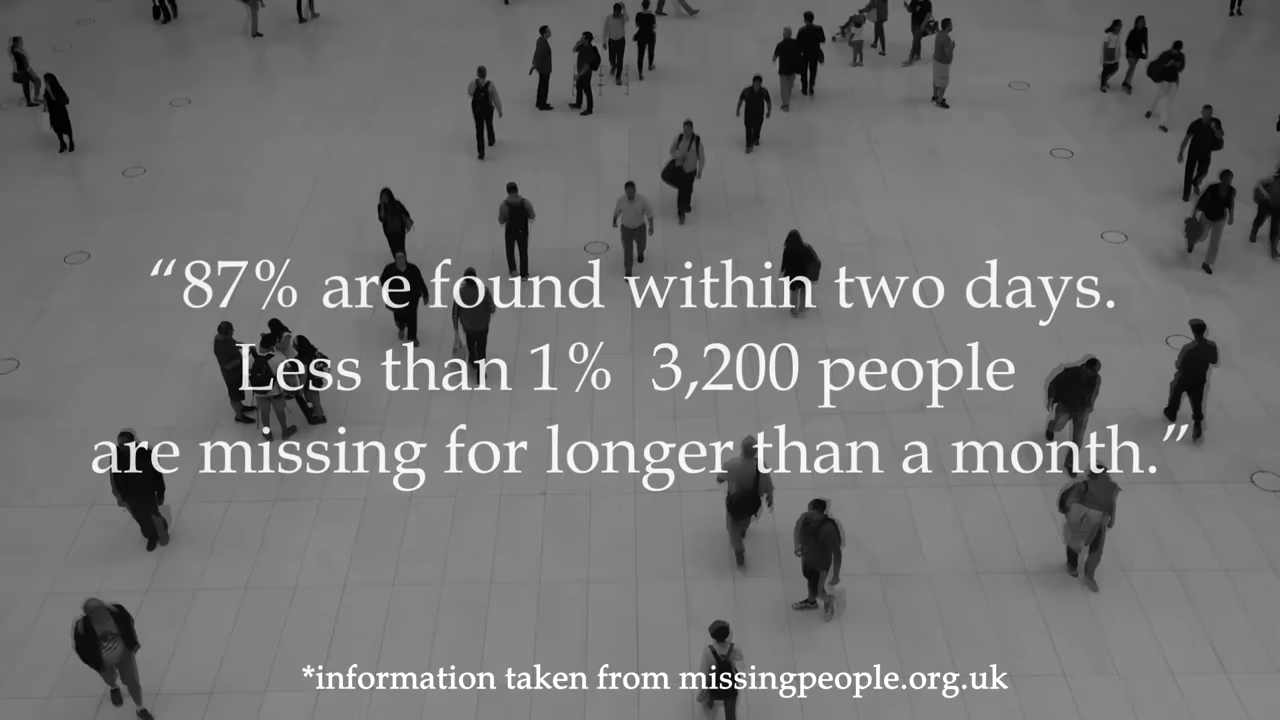 “87% are found within two days.
Less than 1%  3,200 people
are missing for longer than a month.”
*information taken from missingpeople.org.uk